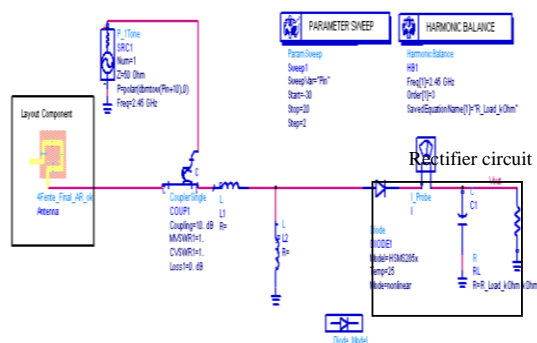 P_1Tone
SRC1
Num=1
Z=50 Ohm
P=polar(dbmtow(Pin+10),0)
Freq=2.45 GHz
PARAMETER SWEEP
ParamSweep
Sweep1
SweepVar="Pin"
Start=-30
Stop=20
Step=2
HARMONIC BALANCE
HarmonicBalance
HB1
Freq[1]=2.45 GHz
Order[1]=3
SavedEquationName[1]="R_Load_kOhm"
Layout Component
4Fente_Final_AR_ok
Antenna
CouplerSingle
COUP1
Coupling=10. dB
MVSWR1=1.
CVSWR1=1.
Loss1=0. dB
L
L1
R=
L
L2
R=
Rectifier circuit
I_Probe
I
Diode
DIODE1
Model=HSMS285x
Temp=25
Mode=nonlinear
C
C1
R
RL
R=R_Load_kOhm kOhm
Diode_Model